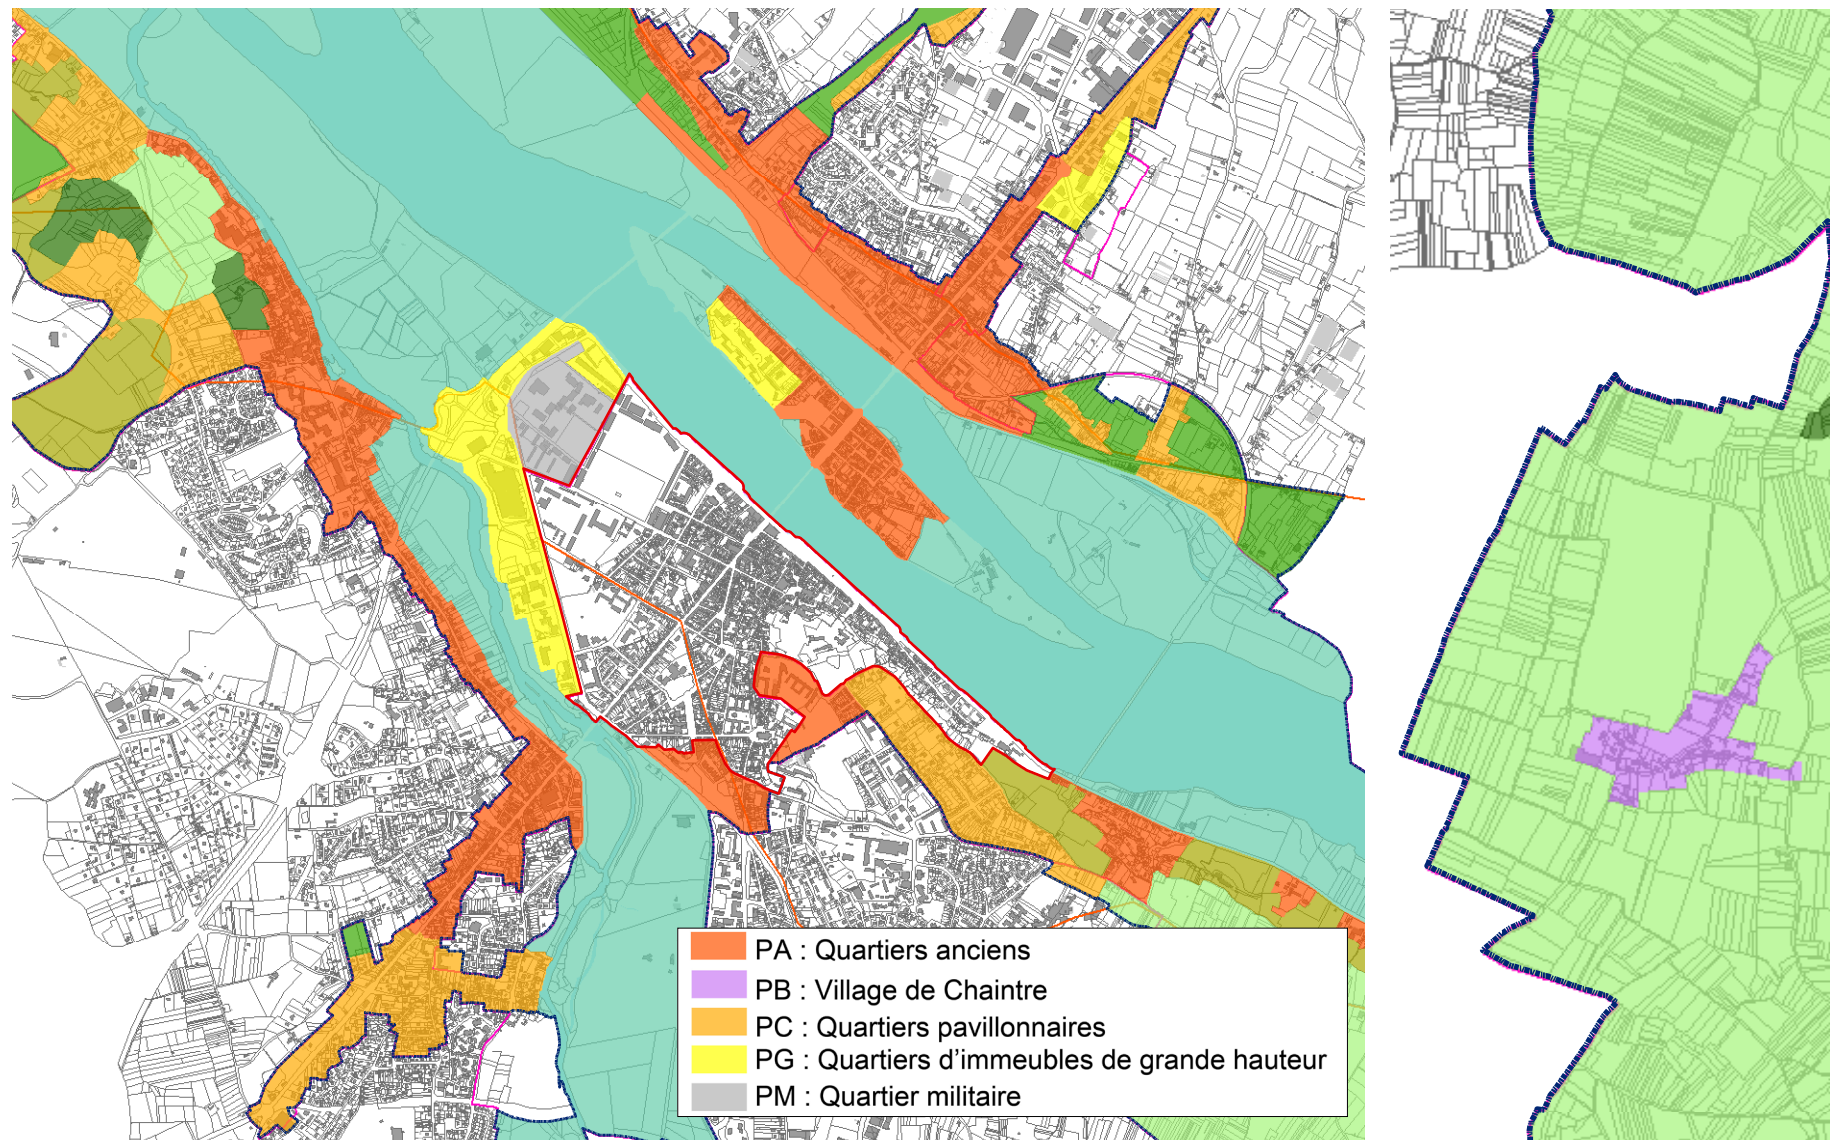 PA : Quartiers anciens
PB : Village de Chaintre
PC : Quartiers pavillonnaires
PG : Quartiers d'immeubles de grande hauteur
PM : Quartier militaire